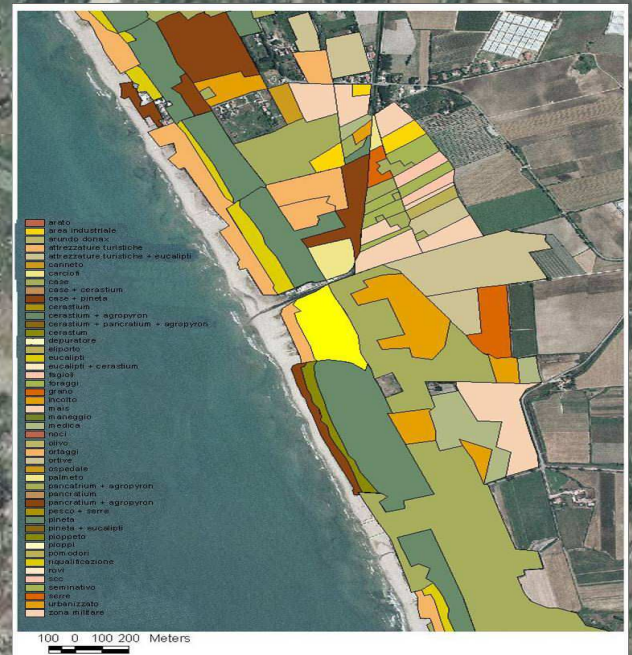 arato
area industriale
arundo donax
attrezzature turistiche
attrezzature turistiche + eucalipti
canneto
carciofi
case
case + cerastium
case + pineta
cerastium
cerastium + agropyron
cerastium + pancratium + agropyron
cerastum
depuratore
eliporto
eucalipti
eucalipti + cerastium
fagioli
foraggi
grano
incolto
mais
maneggio
medica
noci
olivo
ortaggi
ortive
ospedale
palmeto
pancatrium + agropyron
pancratium
pancratium + agropyron
pesco + serre
pineta
pineta + eucalipti
pioppeto
pioppi
pomodori
riqualificazione
rovi
scc
seminativo
serre
urbanizzato
zona militare
100 0 100 200 Meters